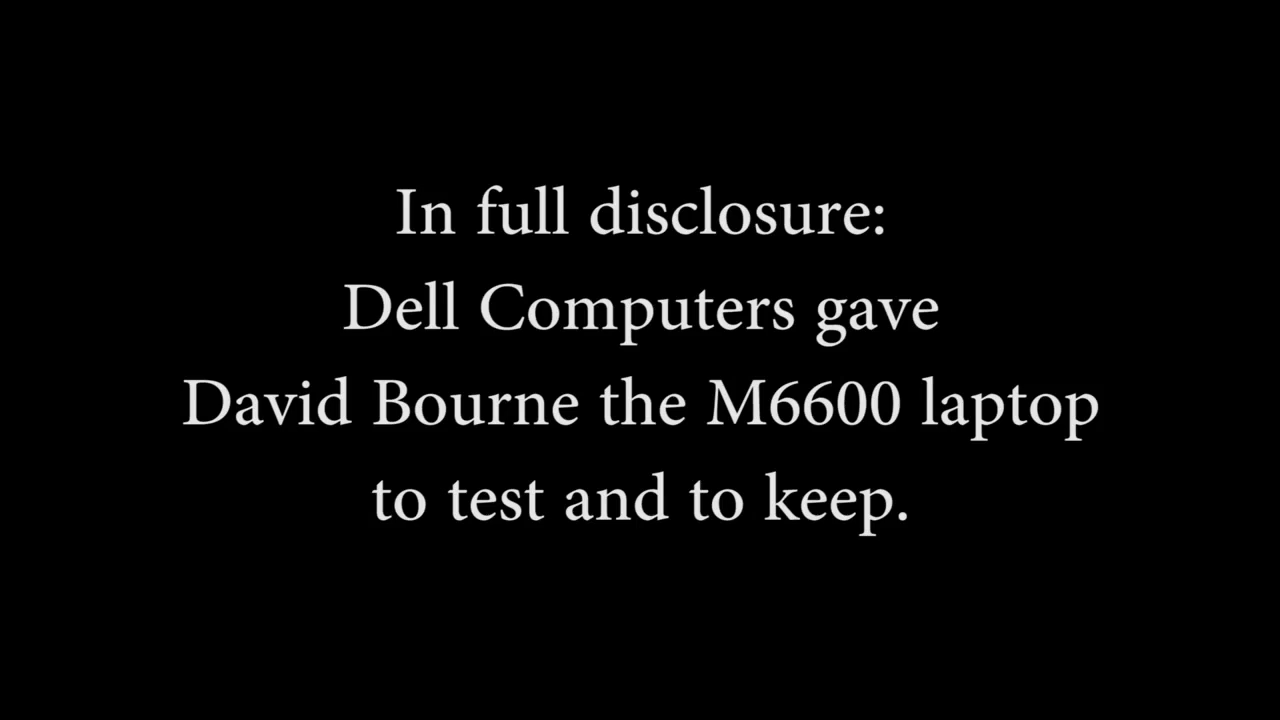 In full disclosure:
Dell Computers gave
David Bourne the M6600 laptop
to test and to keep.